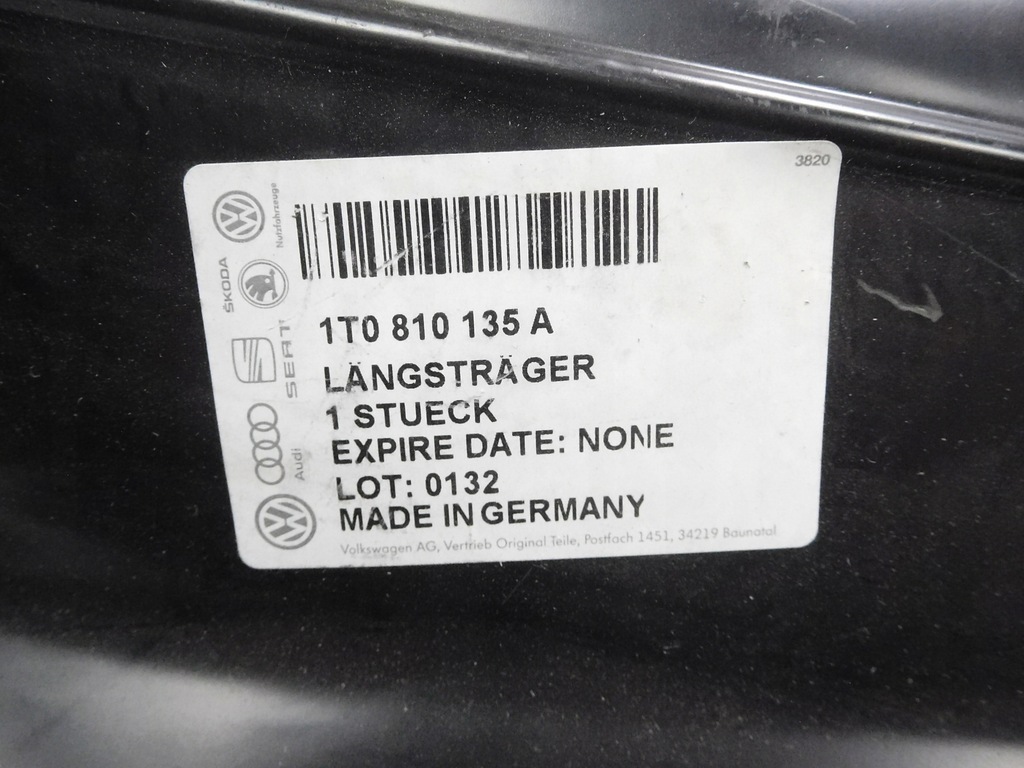 3820
Nutzfahrzeuge
ŠKODA
SEAT
Audi
1T0 810 135 A
LÄNGSTRÄGER
1 STUECK
EXPIRE DATE: NONE
LOT: 0132
MADE IN GERMANY
Volkswagen AG, Vertrieb Original Teile, Postfach 1451, 34219 Baunatal